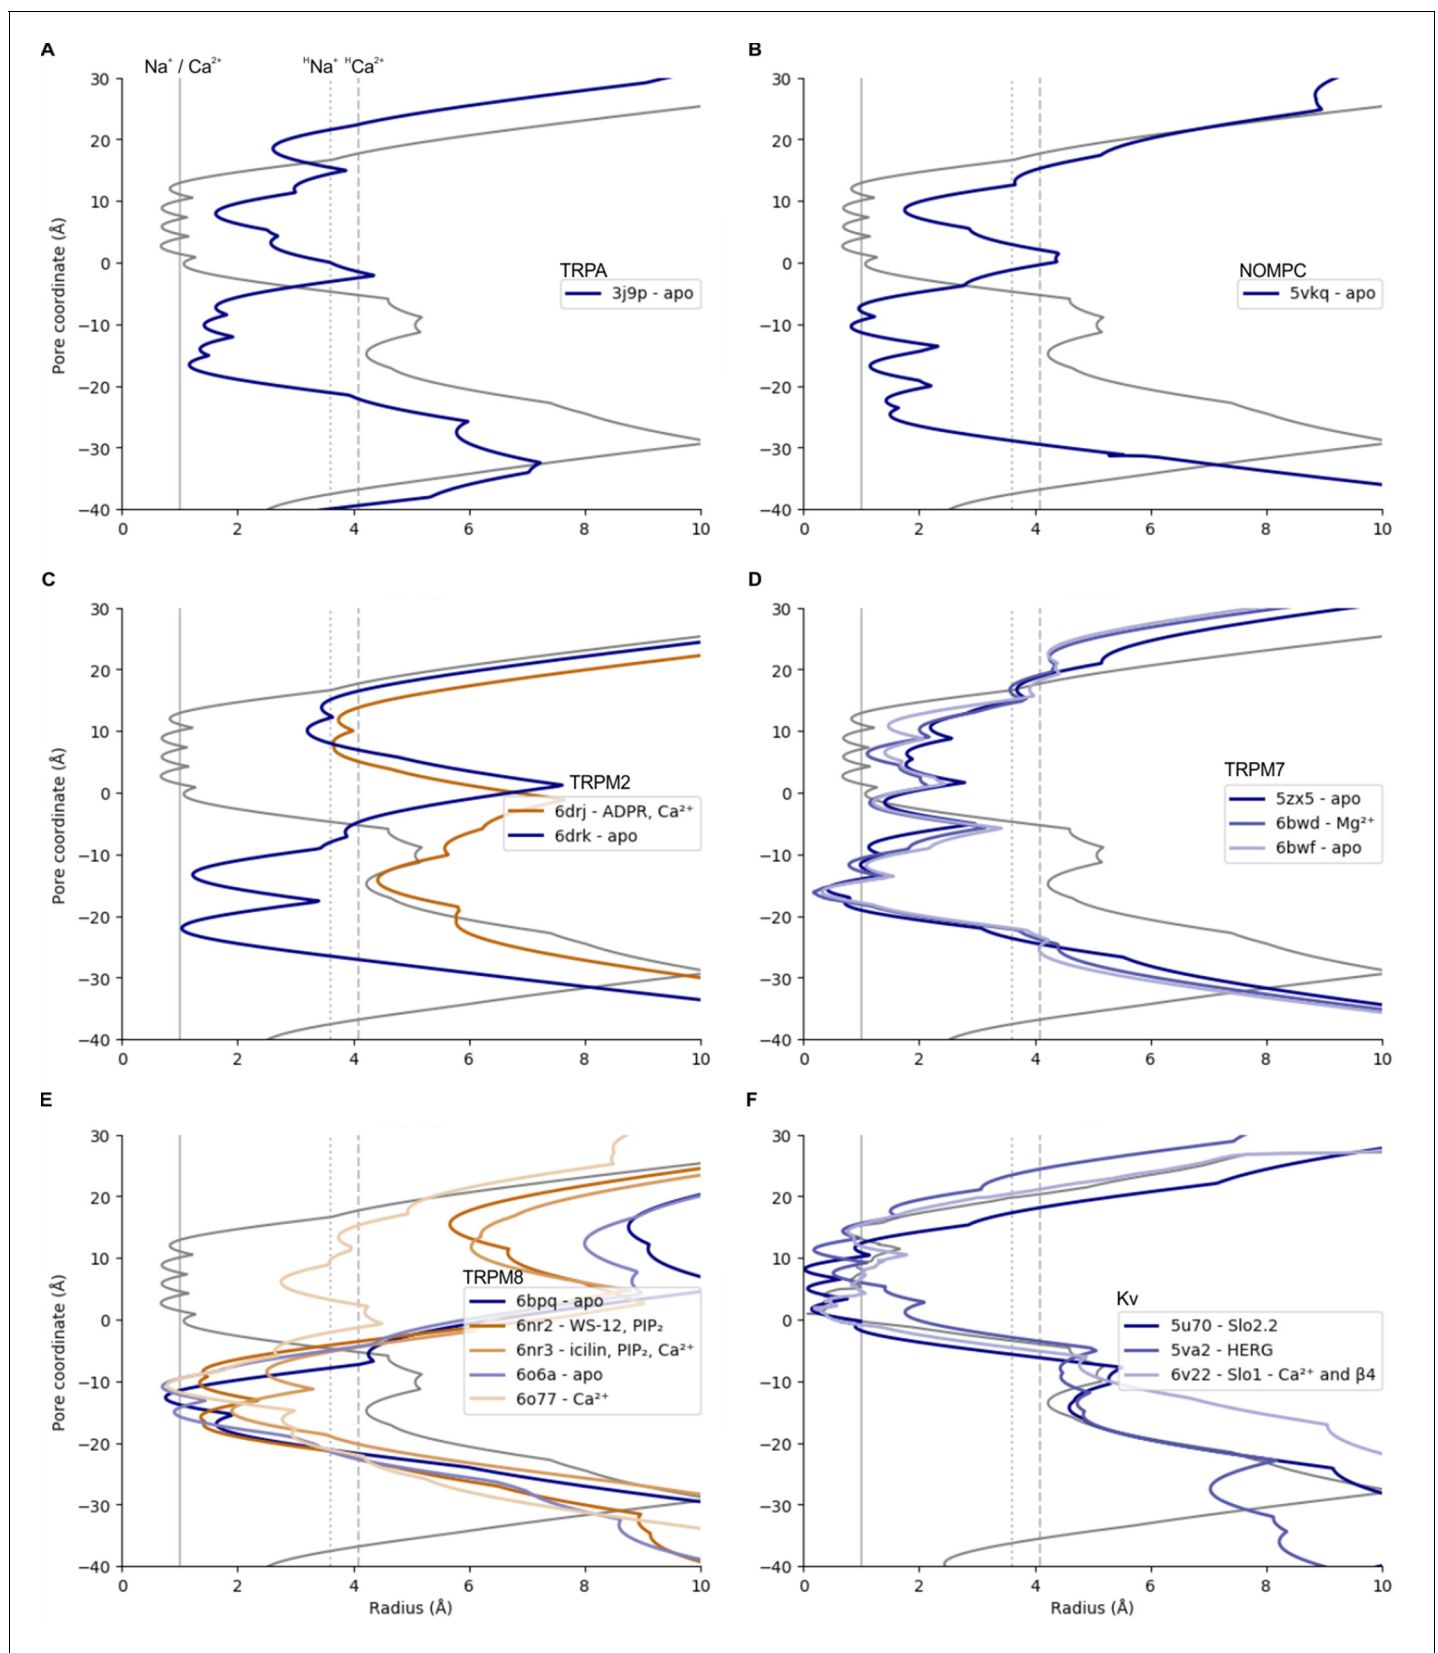 A
B
Na⁺ / Ca²⁺
ᴴNa⁺ ᴴCa²⁺
30
20
10
0
−10
−20
−30
−40
Pore coordinate (Å)
0 2 4 6 8 10
TRPA
3j9p - apo
30
20
10
0
−10
−20
−30
−40
0 2 4 6 8 10
NOMPC
5vkq - apo
C
D
30
20
10
0
−10
−20
−30
−40
Pore coordinate (Å)
0 2 4 6 8 10
TRPM2
6drj - ADPR, Ca²⁺
6drk - apo
30
20
10
0
−10
−20
−30
−40
0 2 4 6 8 10
TRPM7
5zx5 - apo
6bwd - Mg²⁺
6bwf - apo
E
F
30
20
10
0
−10
−20
−30
−40
Pore coordinate (Å)
0 2 4 6 8 10
Radius (Å)
TRPM8
6bpq - apo
6nr2 - WS-12, PIP₂
6nr3 - icilin, PIP₂, Ca²⁺
6o6a - apo
6o77 - Ca²⁺
30
20
10
0
−10
−20
−30
−40
0 2 4 6 8 10
Radius (Å)
Kv
5u70 - Slo2.2
5va2 - HERG
6v22 - Slo1 - Ca²⁺ and β4